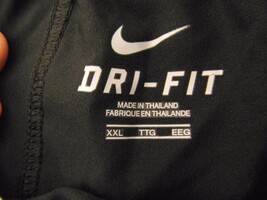 DRI-FIT
MADE IN THAILAND
FABRIQUE EN THAILANDE
XXL TTG EEG